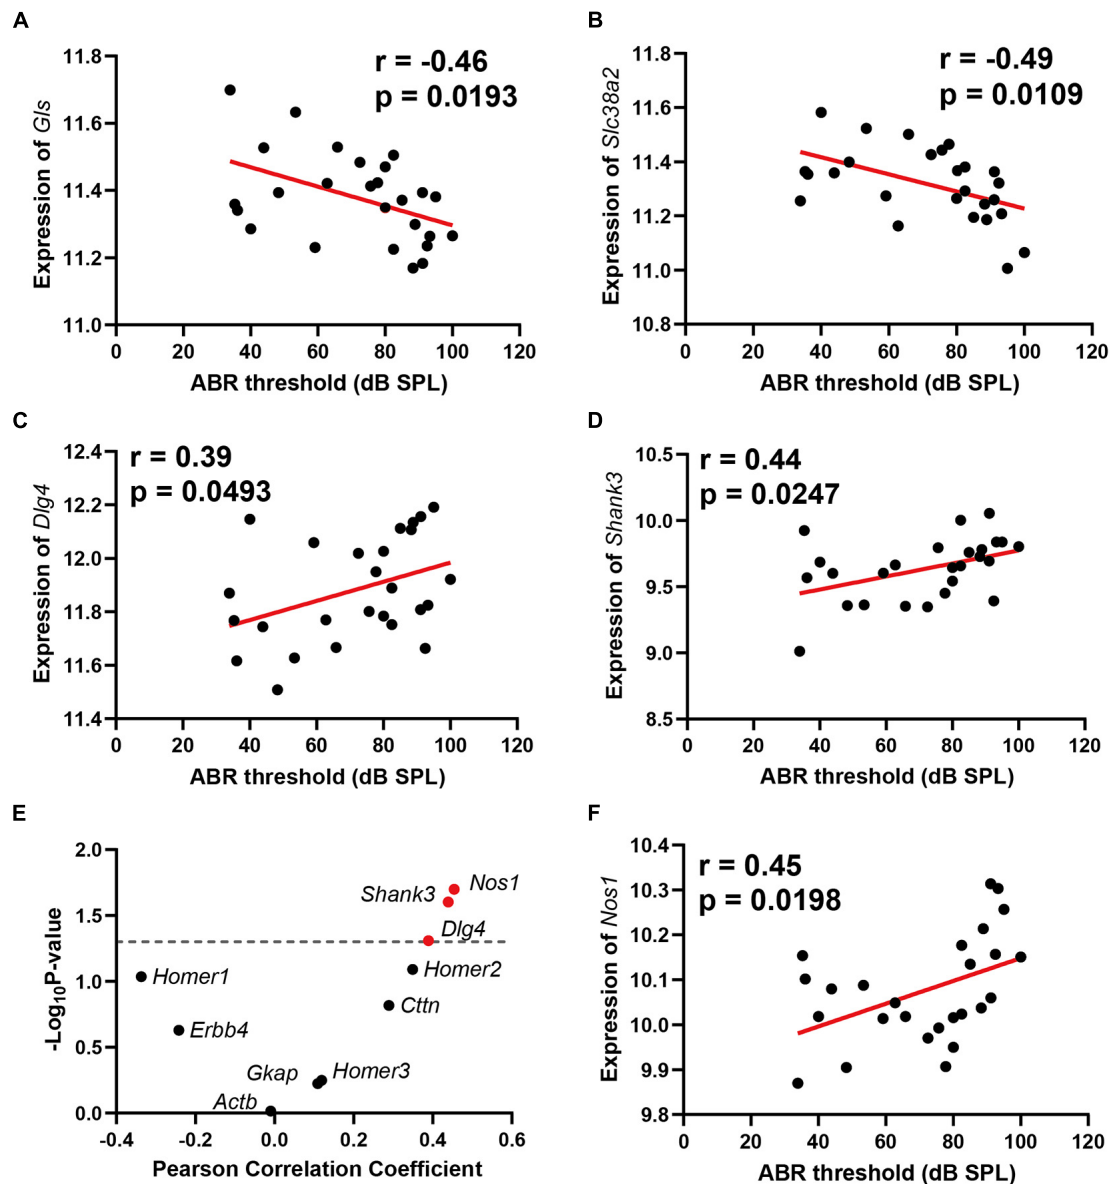 A
r = -0.46
p = 0.0193
Expression of Gls
11.8
11.6
11.4
11.2
11.0
0 20 40 60 80 100 120
ABR threshold (dB SPL)
B
r = -0.49
p = 0.0109
Expression of Slc38a2
11.8
11.6
11.4
11.2
11.0
10.8
0 20 40 60 80 100 120
ABR threshold (dB SPL)
C
r = 0.39
p = 0.0493
Expression of Dlg4
12.4
12.2
12.0
11.8
11.6
11.4
0 20 40 60 80 100 120
ABR threshold (dB SPL)
D
r = 0.44
p = 0.0247
Expression of Shank3
10.5
10.0
9.5
9.0
8.5
0 20 40 60 80 100 120
ABR threshold (dB SPL)
E
-Log10P-value
2.0
1.5
1.0
0.5
0.0
Nos1
Shank3
Dlg4
Homer2
Homer1
Cttn
Erbb4
Gkap
Homer3
Actb
-0.4 -0.2 0.0 0.2 0.4 0.6
Pearson Correlation Coefficient
F
r = 0.45
p = 0.0198
Expression of Nos1
10.4
10.3
10.2
10.1
10.0
9.9
9.8
0 20 40 60 80 100 120
ABR threshold (dB SPL)